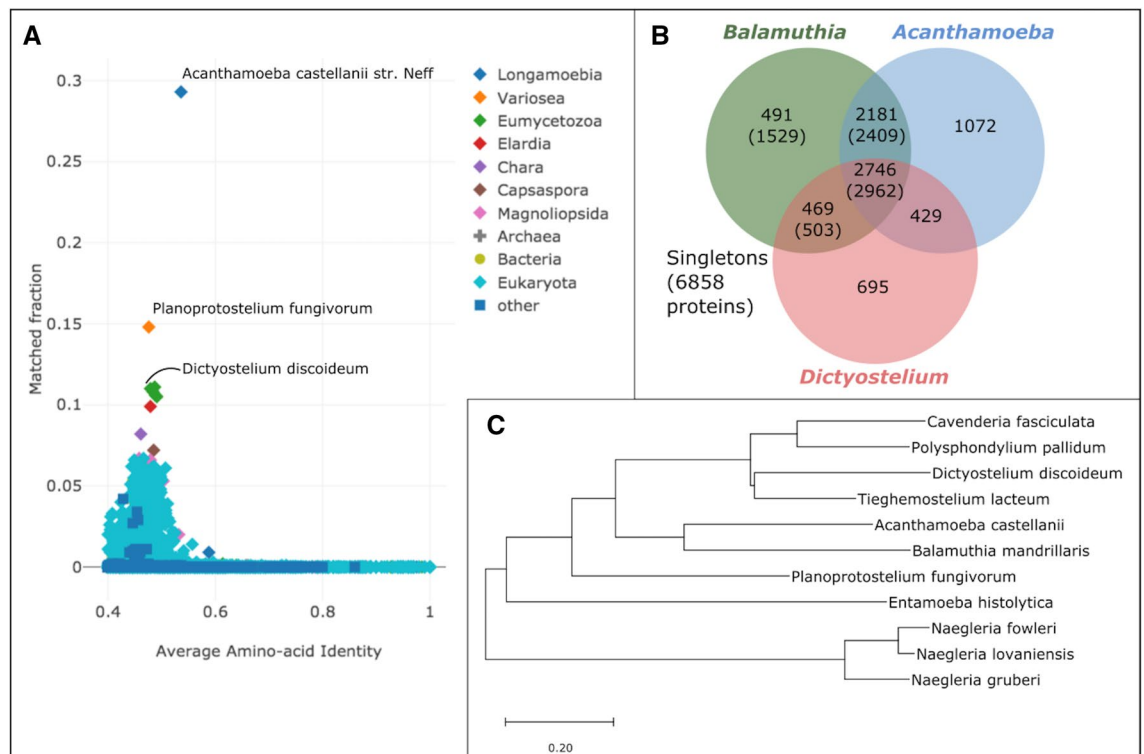 A
0.3
0.25
0.2
0.15
0.1
0.05
0
Matched fraction
0.4
0.6
0.8
1
Average Amino-acid Identity
Acanthamoeba castellanii str. Neff
Planoprotostelium fungivorum
Dictyostelium discoideum
Longamoebia
Variosea
Eumycetozoa
Elardia
Chara
Capsaspora
Magnoliopsida
Archaea
Bacteria
Eukaryota
other
B
Balamuthia
Acanthamoeba
491
(1529)
2181
(2409)
1072
2746
(2962)
469
(503)
429
Singletons
(6858
proteins)
695
Dictyostelium
C
Cavenderia fasciculata
Polysphondylium pallidum
Dictyostelium discoideum
Tieghemostelium lacteum
Acanthamoeba castellanii
Balamuthia mandrillaris
Planoprotostelium fungivorum
Entamoeba histolytica
Naegleria fowleri
Naegleria lovaniensis
Naegleria gruberi
0.20